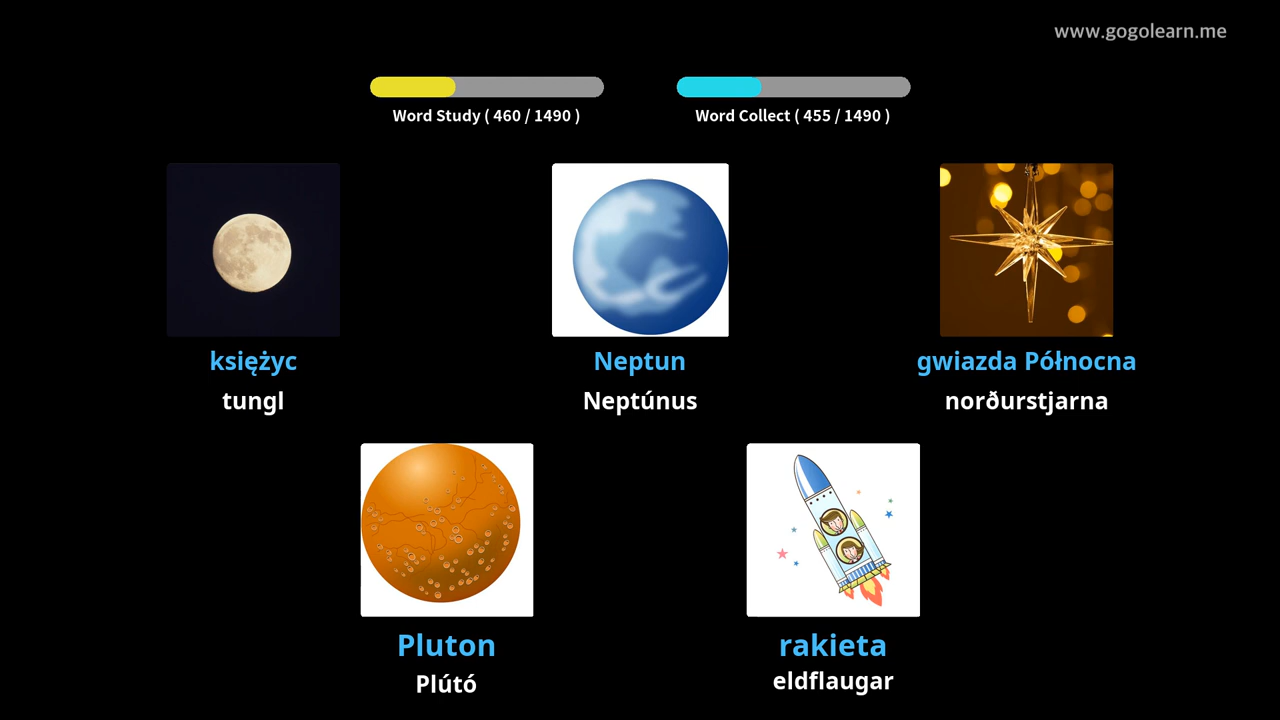 www.gogolearn.me
Word Study ( 460 / 1490 )
Word Collect ( 455 / 1490 )
księżyc
tungl
Neptun
Neptúnus
gwiazda Północna
norðurstjarna
Pluton
Plútó
rakieta
eldflaugar